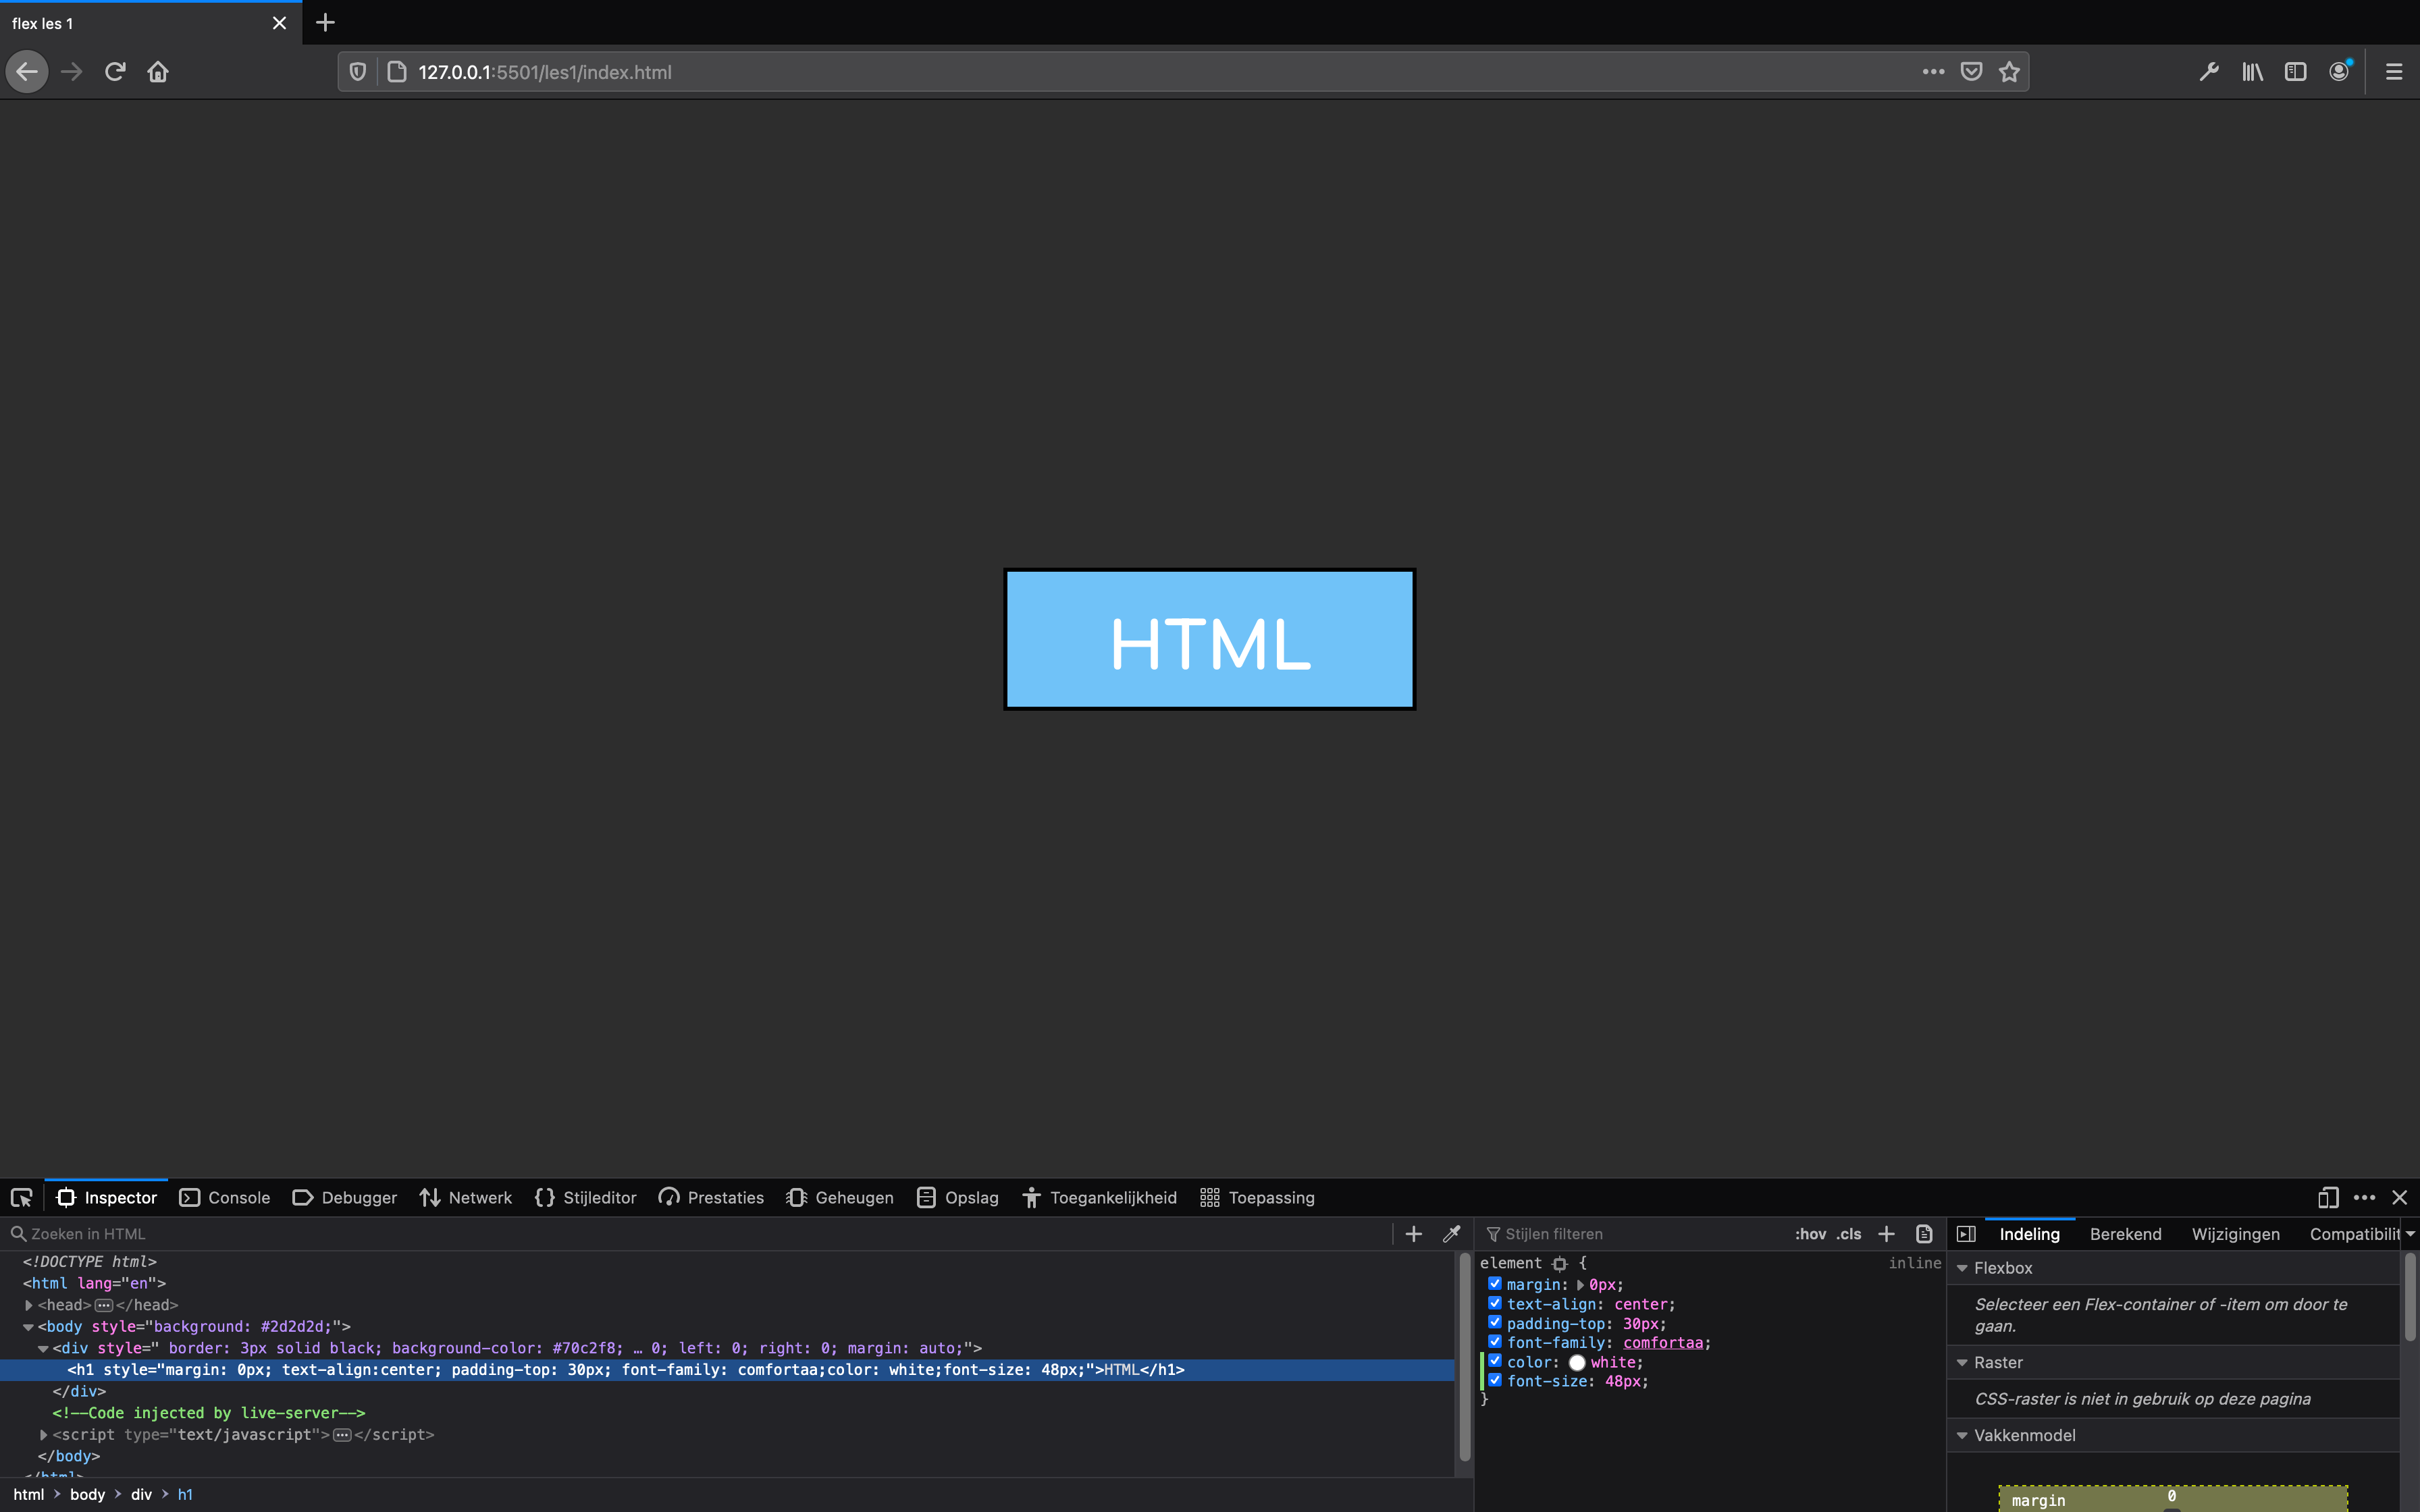 flex les 1
127.0.0.1:5501/les1/index.html
HTML
Inspector Console Debugger Netwerk Stijleditor Prestaties Geheugen Opslag Toegankelijkheid Toepassing
Zoeken in HTML
<!DOCTYPE html>
<html lang="en">
<head>…</head>
<body style="background: #2d2d2d;">
<div style=" border: 3px solid black; background-color: #70c2f8; … 0; left: 0; right: 0; margin: auto;">
<h1 style="margin: 0px; text-align:center; padding-top: 30px; font-family: comfortaa;color: white;font-size: 48px;">HTML</h1>
</div>
<!--Code injected by live-server-->
<script type="text/javascript">…</script>
</body>
</html>
html > body > div > h1
Stijlen filteren :hov .cls
element { inline
margin: 0px;
text-align: center;
padding-top: 30px;
font-family: comfortaa;
color: white;
font-size: 48px;
}
Indeling Berekend Wijzigingen Compatibilit
Flexbox
Selecteer een Flex-container of -item om door te
gaan.
Raster
CSS-raster is niet in gebruik op deze pagina
Vakkenmodel
margin 0